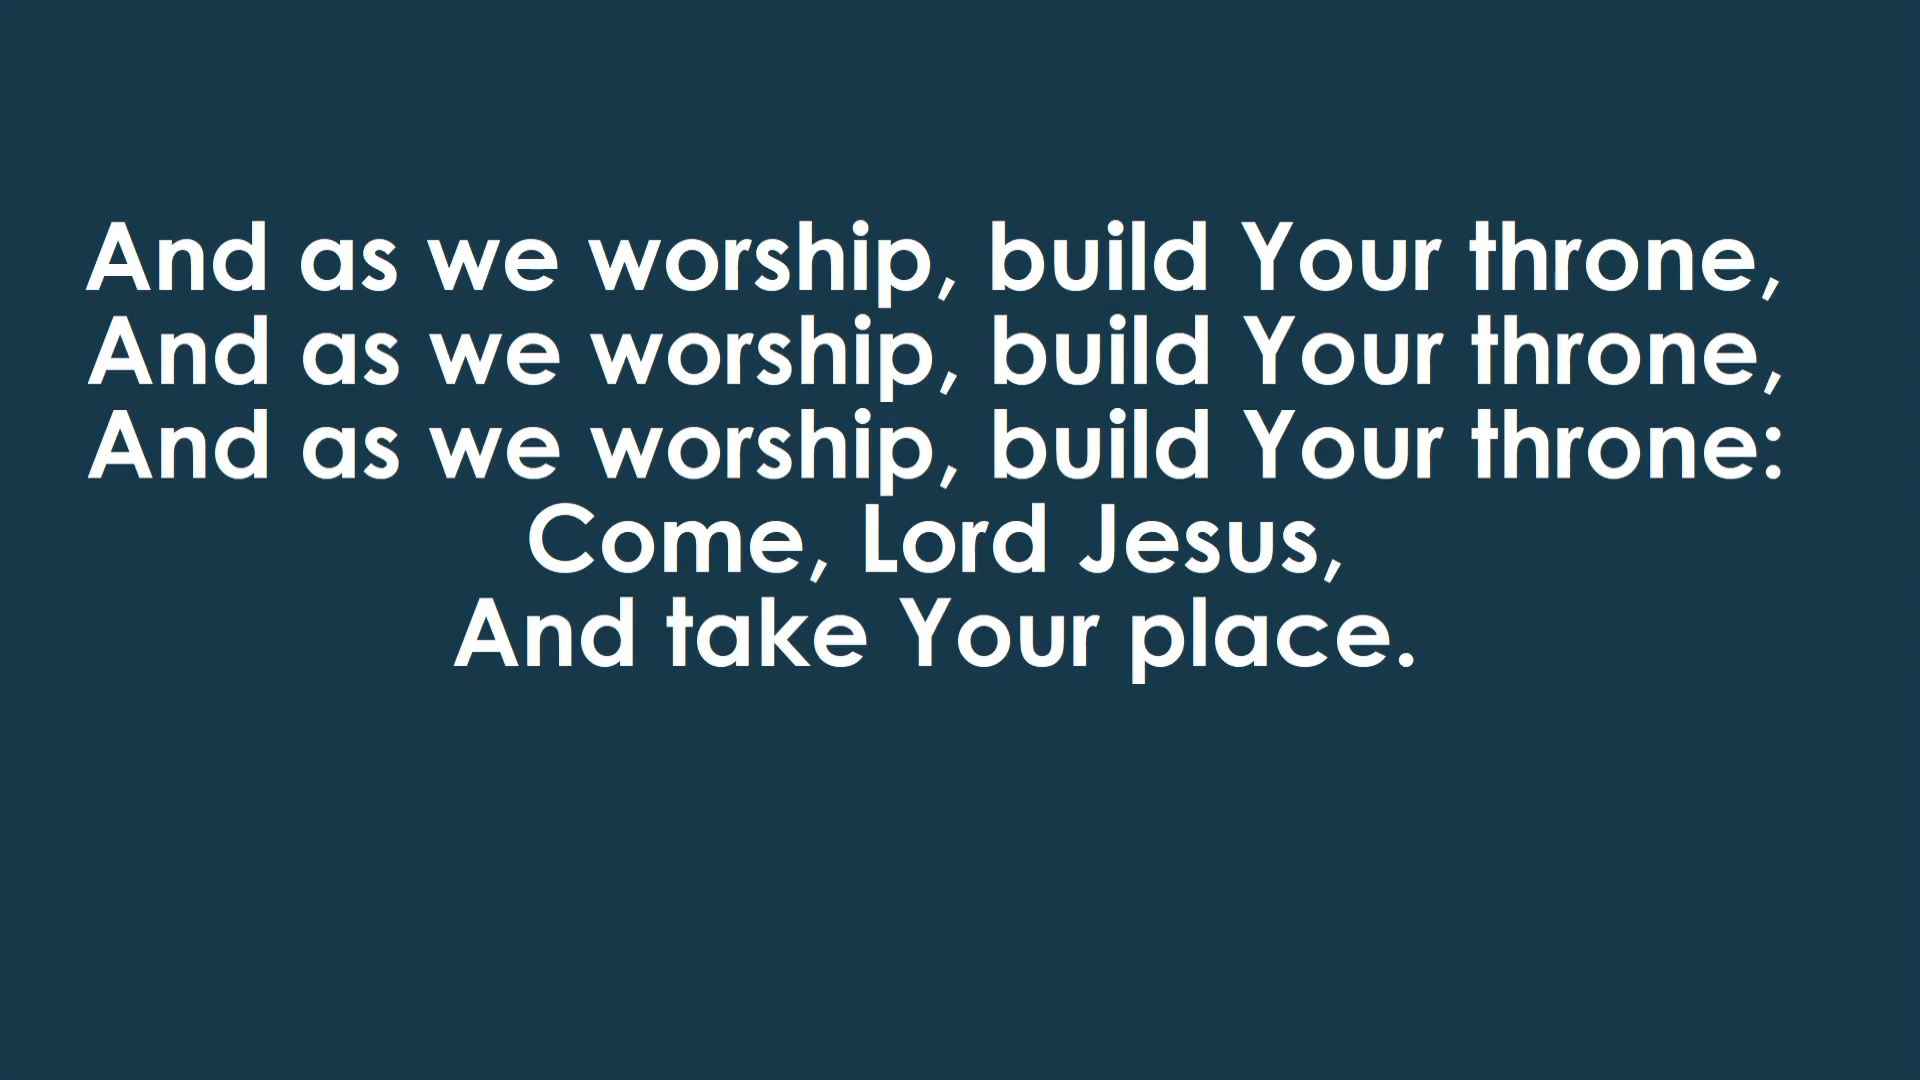 And as we worship, build Your throne,
And as we worship, build Your throne,
And as we worship, build Your throne:
Come, Lord Jesus,
And take Your place.